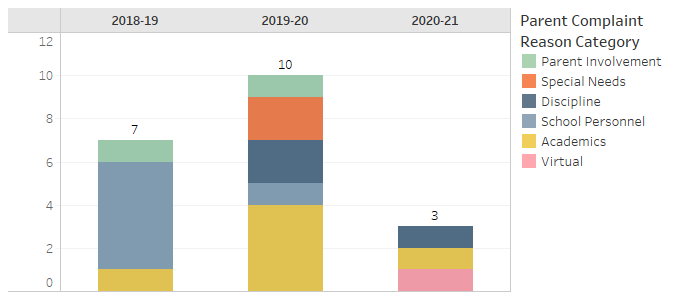 2018-19 2019-20 2020-21
12
10
8
6
4
2
0
7
10
3
Parent Complaint
Reason Category
Parent Involvement
Special Needs
Discipline
School Personnel
Academics
Virtual